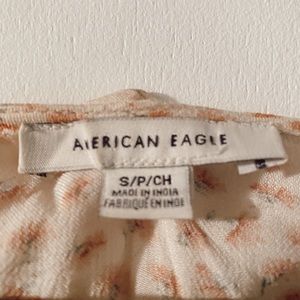 AMERICAN EAGLE
S/P/CH
MADE IN INDIA
FABRIQUÉ EN INDE